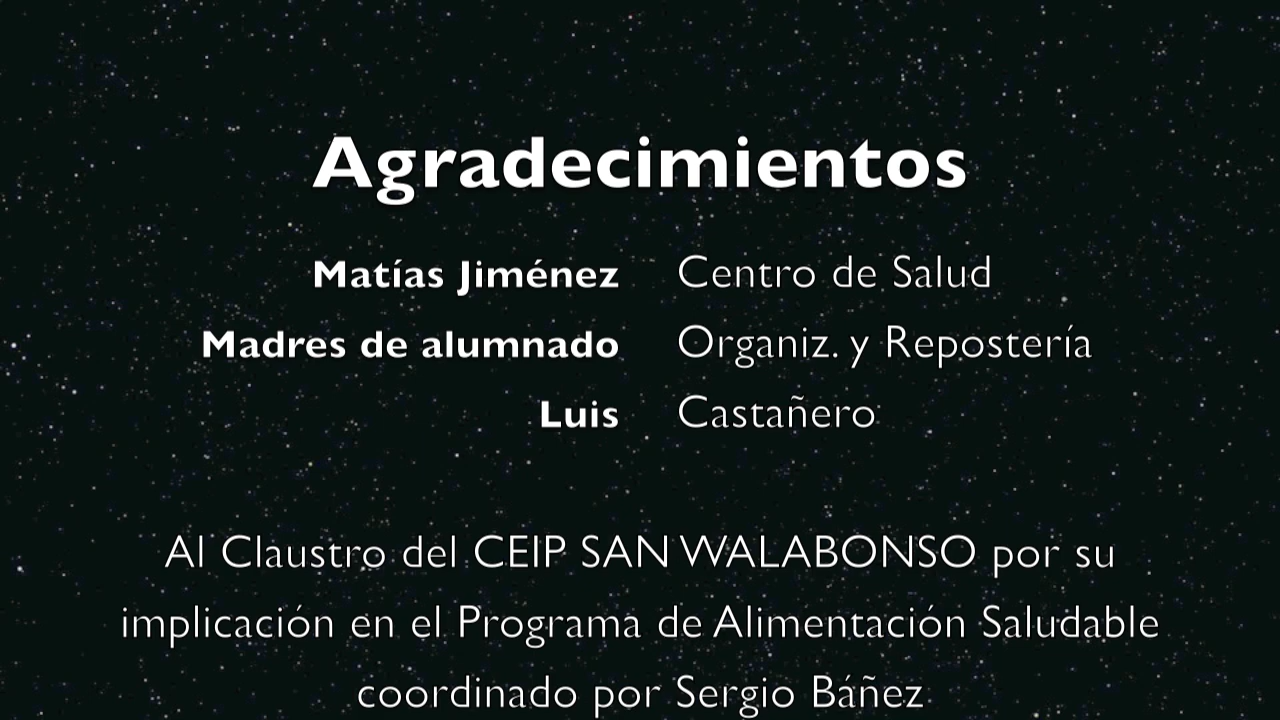 Agradecimientos
Matías Jiménez Centro de Salud
Madres de alumnado Organiz. y Repostería
Luis Castañero
Al Claustro del CEIP SAN WALABONSO por su
implicación en el Programa de Alimentación Saludable
coordinado por Sergio Báñez